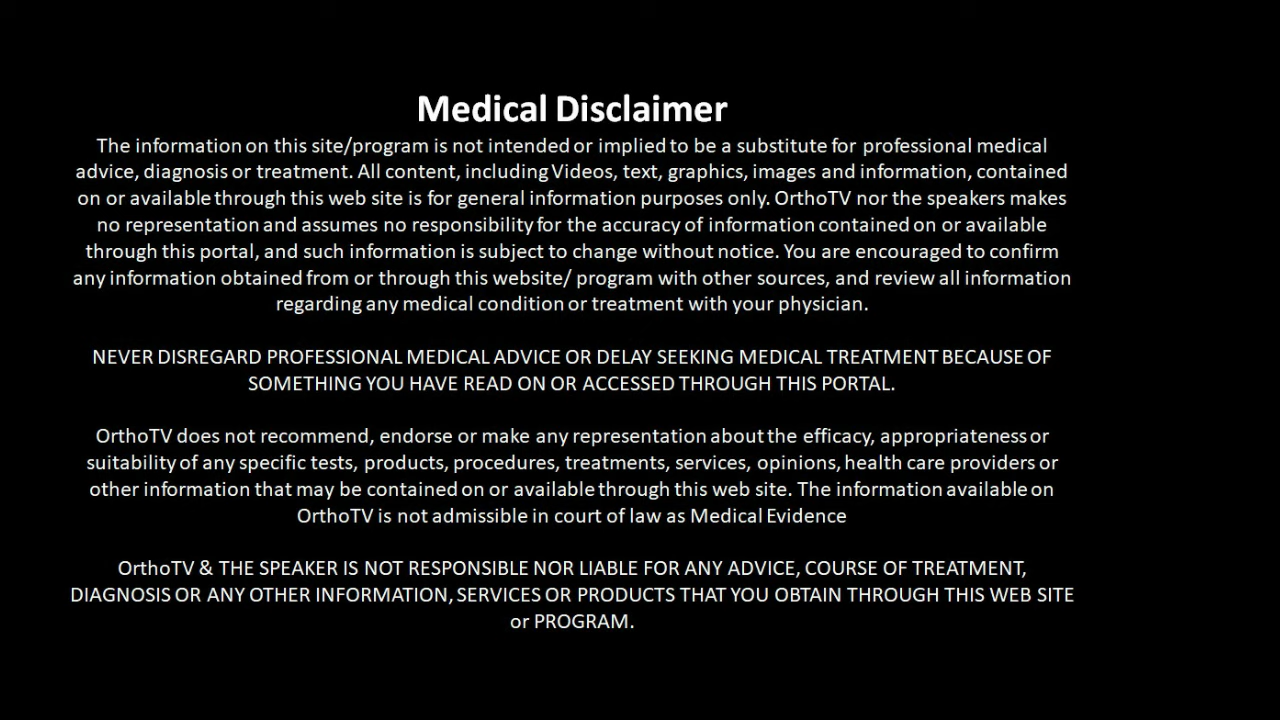 Medical Disclaimer
The information on this site/program is not intended or implied to be a substitute for professional medical
advice, diagnosis or treatment. All content, including Videos, text, graphics, images and information, contained
on or available through this web site is for general information purposes only. OrthoTV nor the speakers makes
no representation and assumes no responsibility for the accuracy of information contained on or available
through this portal, and such information is subject to change without notice. You are encouraged to confirm
any information obtained from or through this website/ program with other sources, and review all information
regarding any medical condition or treatment with your physician.
NEVER DISREGARD PROFESSIONAL MEDICAL ADVICE OR DELAY SEEKING MEDICAL TREATMENT BECAUSE OF
SOMETHING YOU HAVE READ ON OR ACCESSED THROUGH THIS PORTAL.
OrthoTV does not recommend, endorse or make any representation about the efficacy, appropriateness or
suitability of any specific tests, products, procedures, treatments, services, opinions, health care providers or
other information that may be contained on or available through this web site. The information available on
OrthoTV is not admissible in court of law as Medical Evidence
OrthoTV & THE SPEAKER IS NOT RESPONSIBLE NOR LIABLE FOR ANY ADVICE, COURSE OF TREATMENT,
DIAGNOSIS OR ANY OTHER INFORMATION, SERVICES OR PRODUCTS THAT YOU OBTAIN THROUGH THIS WEB SITE
or PROGRAM.